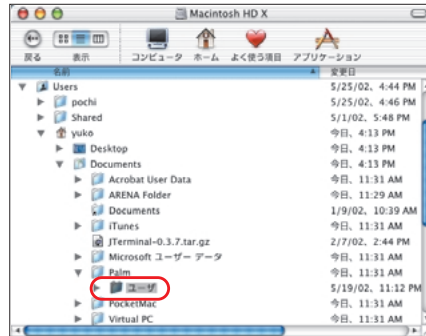 Macintosh HD X
戻る 表示 コンピュータ ホーム よく使う項目 アプリケーション
名前 変更日
Users 5/25/02、4:44 PM
pochi 5/25/02、4:46 PM
Shared 5/1/02、5:48 PM
yuko 今日、4:13 PM
Desktop 今日、4:13 PM
Documents 今日、4:13 PM
Acrobat User Data 今日、11:31 AM
ARENA Folder 今日、11:29 AM
Documents 1/9/02、10:39 AM
iTunes 今日、11:31 AM
JTerminal-0.3.7.tar.gz 2/7/02、2:44 PM
Microsoft ユーザー データ 今日、11:31 AM
Palm 今日、11:31 AM
ユーザ 5/19/02、11:12 PM
PocketMac 今日、11:31 AM
Virtual PC 今日、11:31 AM